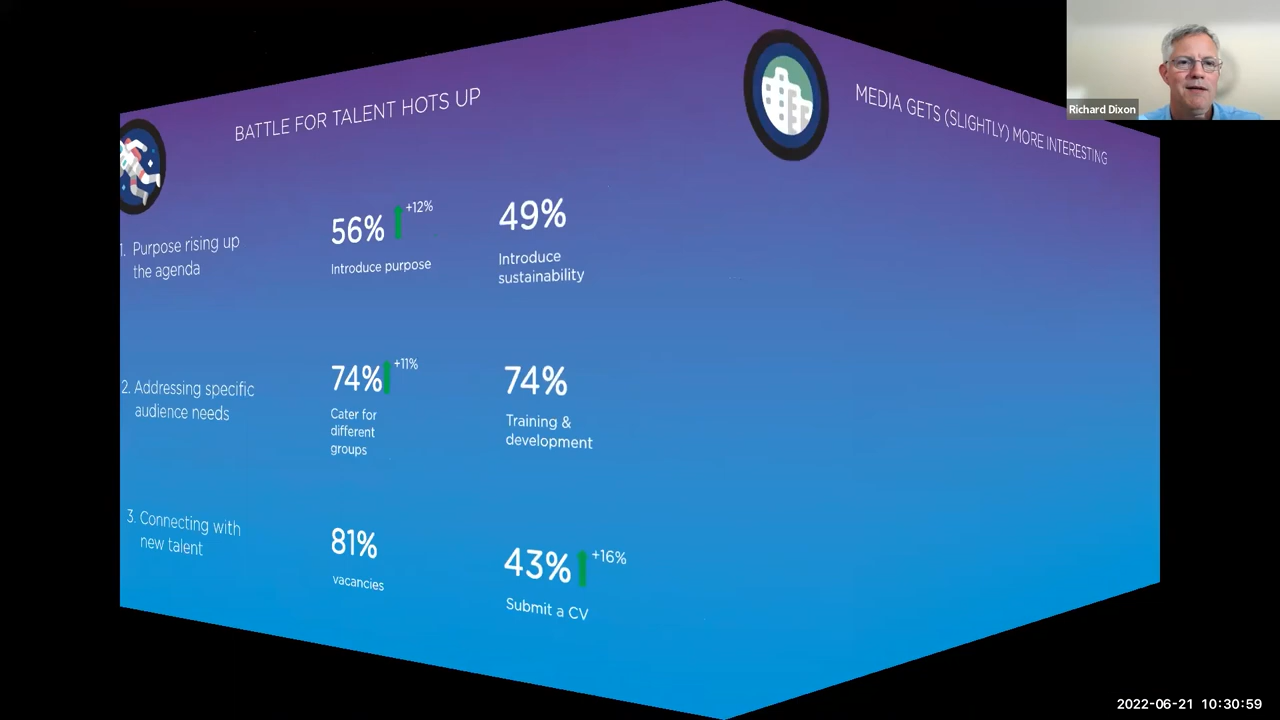 BATTLE FOR TALENT HOTS UP
1. Purpose rising up
the agenda
56% +12%
Introduce purpose
49%
Introduce
sustainability
2. Addressing specific
audience needs
74% +11%
Cater for
different
groups
74%
Training &
development
3. Connecting with
new talent
81%
vacancies
43% +16%
Submit a CV
MEDIA GETS (SLIGHTLY) MORE INTERESTING
Richard Dixon
2022-06-21 10:30:59